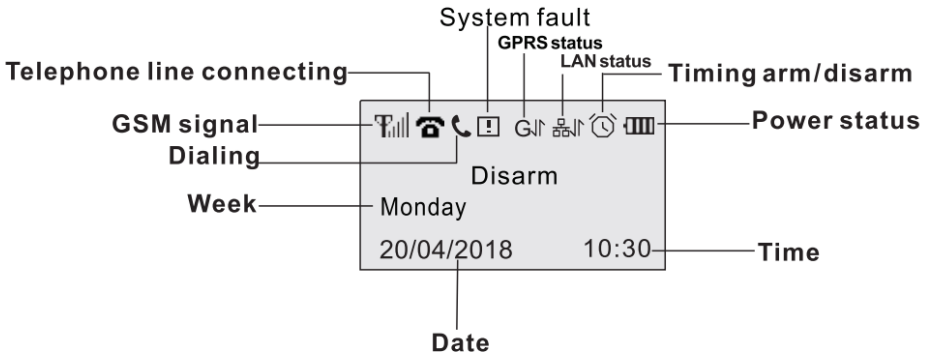 System fault
GPRS status
LAN status
Telephone line connecting
Timing arm/disarm
GSM signal
Power status
Dialing
Disarm
Week
Monday
20/04/2018 10:30
Time
Date